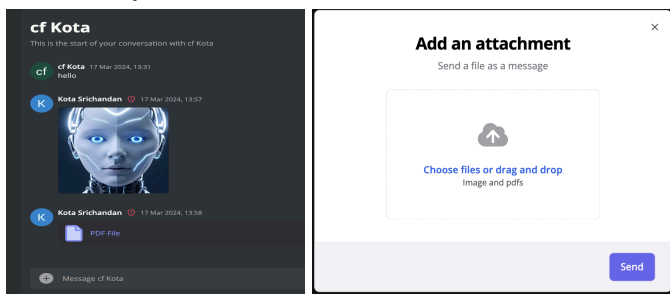 cf Kota
This is the start of your conversation with cf Kota
cf
cf Kota 17 Mar 2024, 13:31
hello
K
Kota Srichandan 17 Mar 2024, 13:57
K
Kota Srichandan 17 Mar 2024, 13:58
PDF File
Message cf Kota
Add an attachment
Send a file as a message
Choose files or drag and drop
Image and pdfs
Send